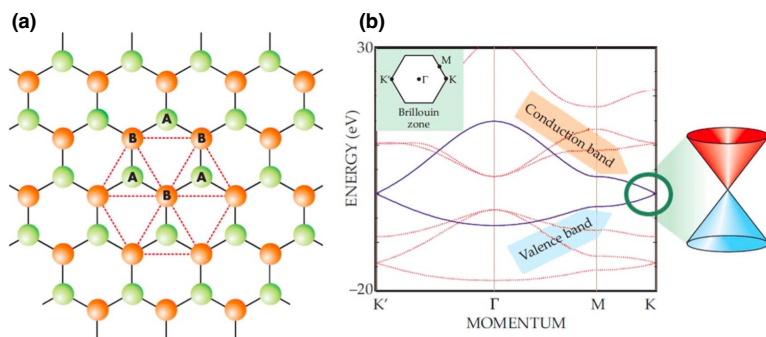 (a)
A
B
B
A
A
B
(b)
30
K′
M
Γ
K
Brillouin
zone
Conduction band
Valence band
ENERGY (eV)
−20
K′
Γ
M
K
MOMENTUM